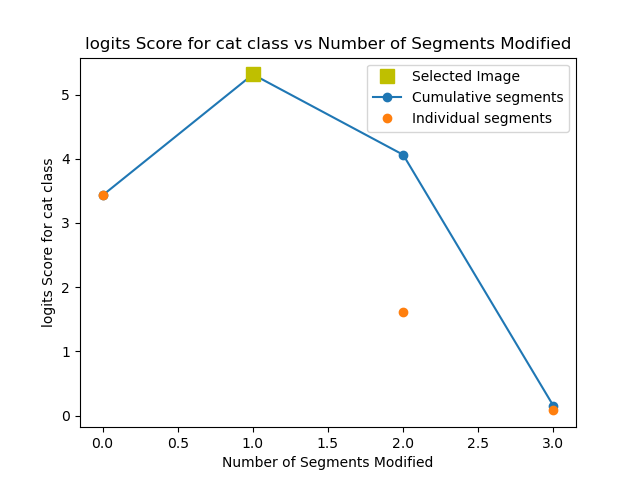 logits Score for cat class vs Number of Segments Modified
Selected Image
Cumulative segments
Individual segments
logits Score for cat class
5
4
3
2
1
0
0.0 0.5 1.0 1.5 2.0 2.5 3.0
Number of Segments Modified